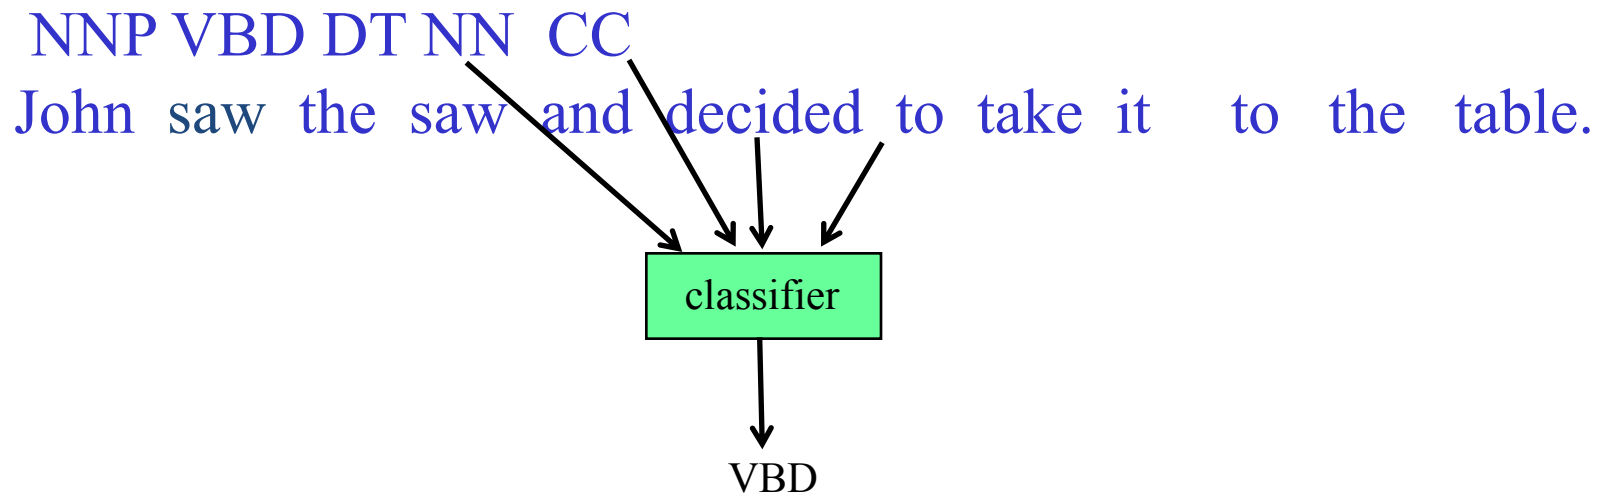 NNP VBD DT NN CC
John saw the saw and decided to take it to the table.
classifier
VBD